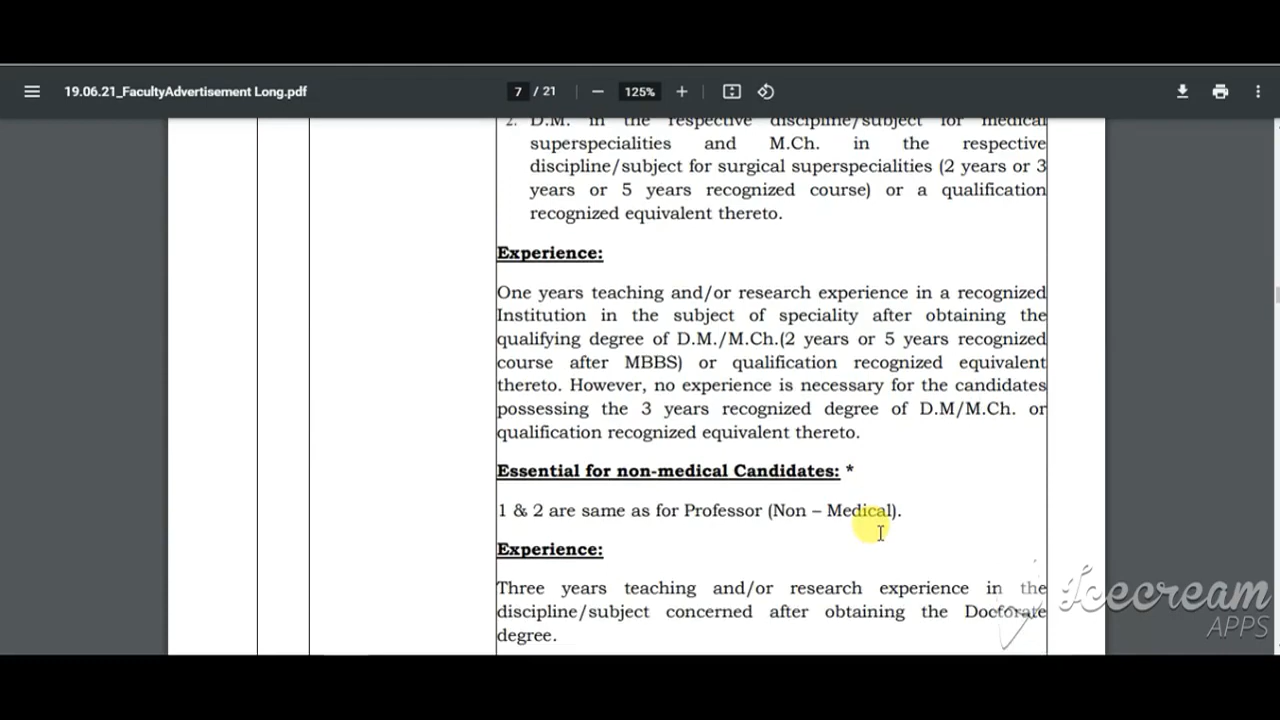 19.06.21_FacultyAdvertisement Long.pdf 7 / 21 125%
2. D.M. in the respective discipline/subject for medical
superspecialities and M.Ch. in the respective
discipline/subject for surgical superspecialities (2 years or 3
years or 5 years recognized course) or a qualification
recognized equivalent thereto.
Experience:
One years teaching and/or research experience in a recognized
Institution in the subject of speciality after obtaining the
qualifying degree of D.M./M.Ch.(2 years or 5 years recognized
course after MBBS) or qualification recognized equivalent
thereto. However, no experience is necessary for the candidates
possessing the 3 years recognized degree of D.M/M.Ch. or
qualification recognized equivalent thereto.
Essential for non-medical Candidates: *
1 & 2 are same as for Professor (Non – Medical).
Experience:
Three years teaching and/or research experience in the
discipline/subject concerned after obtaining the Doctorate
degree.
Icecream
APPS